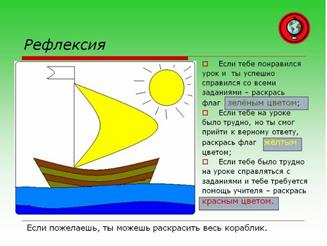 Рефлексия
Если тебе понравился
урок и ты успешно
справился со всеми
заданиями – раскрась
флаг зелёным цветом;
Если тебе на уроке
было трудно, но ты смог
прийти к верному ответу,
раскрась флаг желтым
цветом;
Если тебе было трудно
на уроке справляться с
заданиями и тебе требуется
помощь учителя – раскрась
красным цветом.
Если пожелаешь, ты можешь раскрасить весь кораблик.